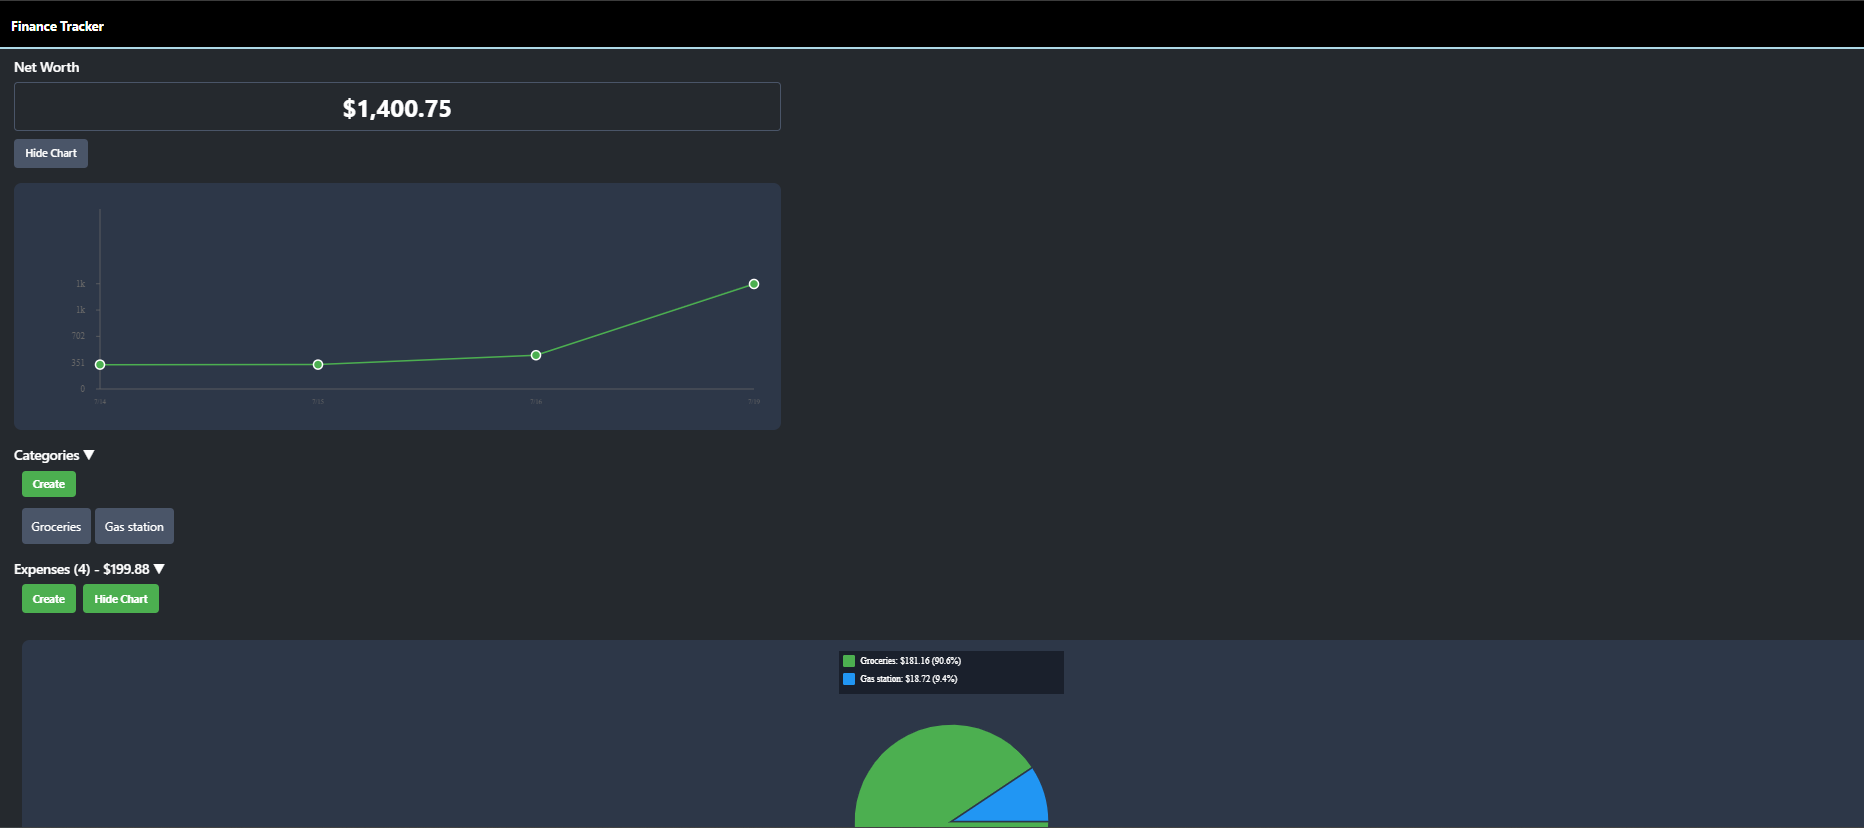 Finance Tracker
Net Worth
$1,400.75
Hide Chart
1k
1k
702
351
0
7/14 7/15 7/16 7/19
Categories ▼
Create
Groceries Gas station
Expenses (4) - $199.88 ▼
Create Hide Chart
Groceries: $181.16 (90.6%)
Gas station: $18.72 (9.4%)